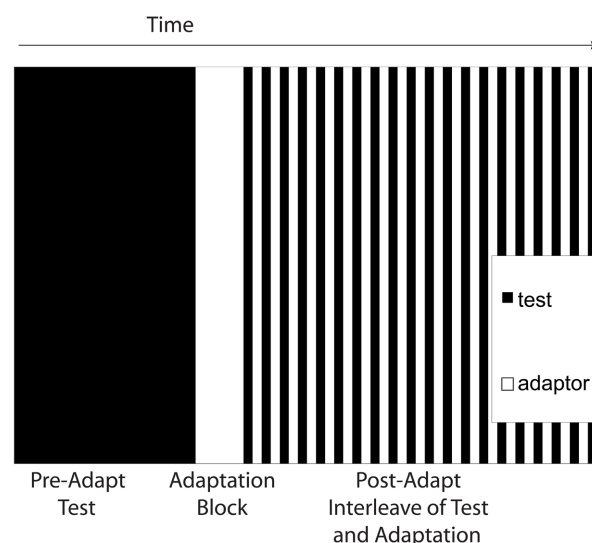 Time
test
adaptor
Pre-Adapt
Test
Adaptation
Block
Post-Adapt
Interleave of Test
and Adaptation